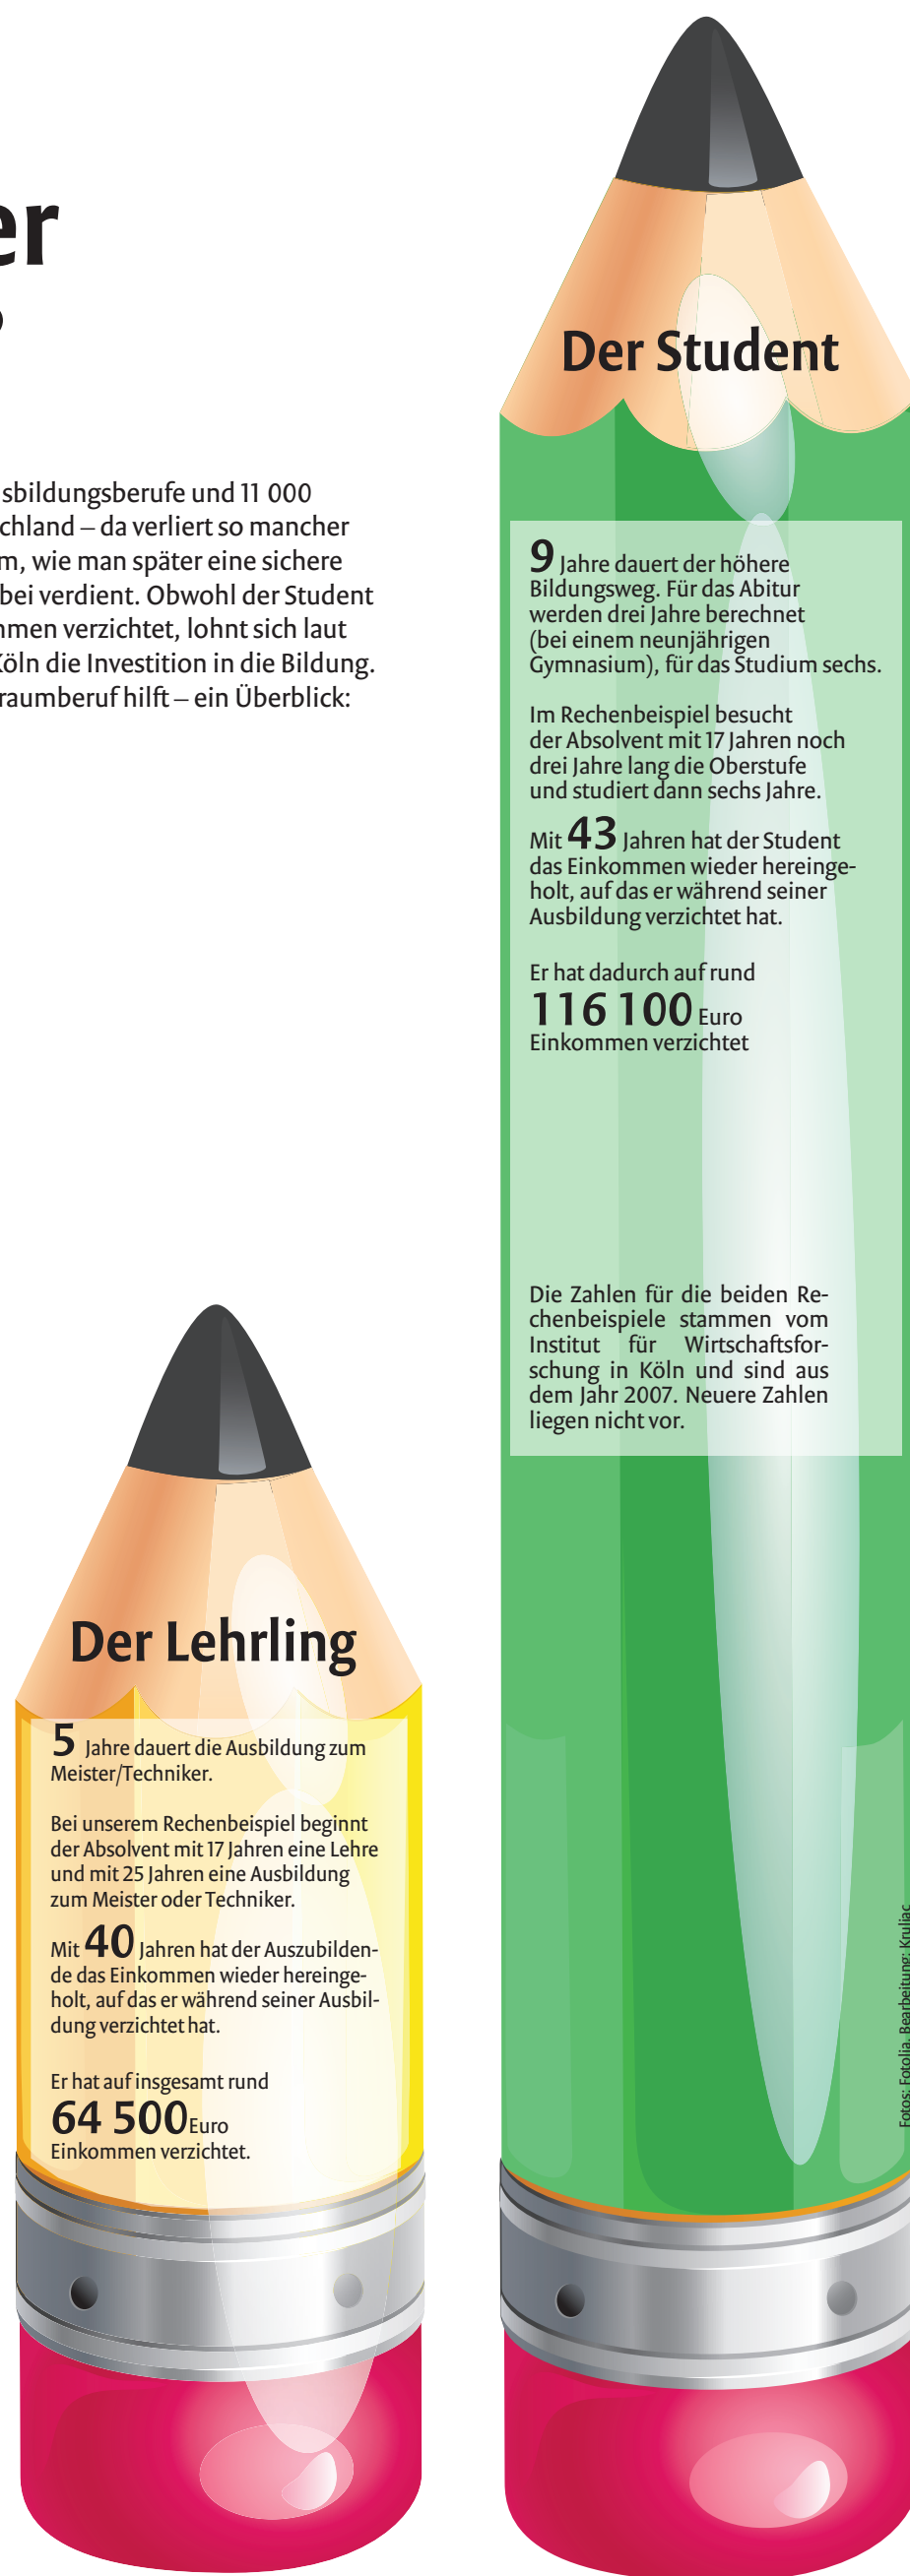 er
?
sbildungsberufe und 11 000
chland – da verliert so mancher
m, wie man später eine sichere
bei verdient. Obwohl der Student
mmen verzichtet, lohnt sich laut
Köln die Investition in die Bildung.
raumberuf hilft – ein Überblick:
Der Student
9 Jahre dauert der höhere
Bildungsweg. Für das Abitur
werden drei Jahre berechnet
(bei einem neunjährigen
Gymnasium), für das Studium sechs.
Im Rechenbeispiel besucht
der Absolvent mit 17 Jahren noch
drei Jahre lang die Oberstufe
und studiert dann sechs Jahre.
Mit 43 Jahren hat der Student
das Einkommen wieder hereinge-
holt, auf das er während seiner
Ausbildung verzichtet hat.
Er hat dadurch auf rund
116 100 Euro
Einkommen verzichtet
Die Zahlen für die beiden Re-
chenbeispiele stammen vom
Institut für Wirtschaftsfor-
schung in Köln und sind aus
dem Jahr 2007. Neuere Zahlen
liegen nicht vor.
Der Lehrling
5 Jahre dauert die Ausbildung zum
Meister/Techniker.
Bei unserem Rechenbeispiel beginnt
der Absolvent mit 17 Jahren eine Lehre
und mit 25 Jahren eine Ausbildung
zum Meister oder Techniker.
Mit 40 Jahren hat der Auszubilden-
de das Einkommen wieder hereinge-
holt, auf das er während seiner Ausbil-
dung verzichtet hat.
Er hat auf insgesamt rund
64 500 Euro
Einkommen verzichtet.
Fotos: Fotolia, Bearbeitung: Kruljac